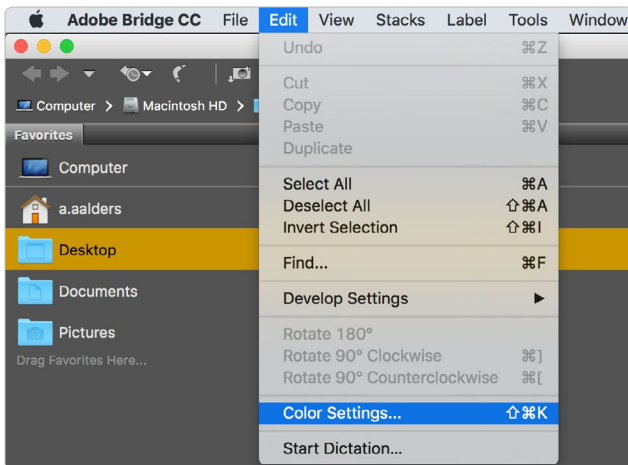 Adobe Bridge CC File Edit View Stacks Label Tools Window
Undo ⌘Z
Cut ⌘X
Computer > Macintosh HD >
Copy ⌘C
Favorites
Paste ⌘V
Duplicate
Computer
Select All ⌘A
a.aalders
Deselect All ⇧⌘A
Invert Selection ⇧⌘I
Desktop
Find... ⌘F
Documents
Develop Settings ▶
Pictures
Rotate 180°
Drag Favorites Here...
Rotate 90° Clockwise ⌘]
Rotate 90° Counterclockwise ⌘[
Color Settings... ⇧⌘K
Start Dictation...